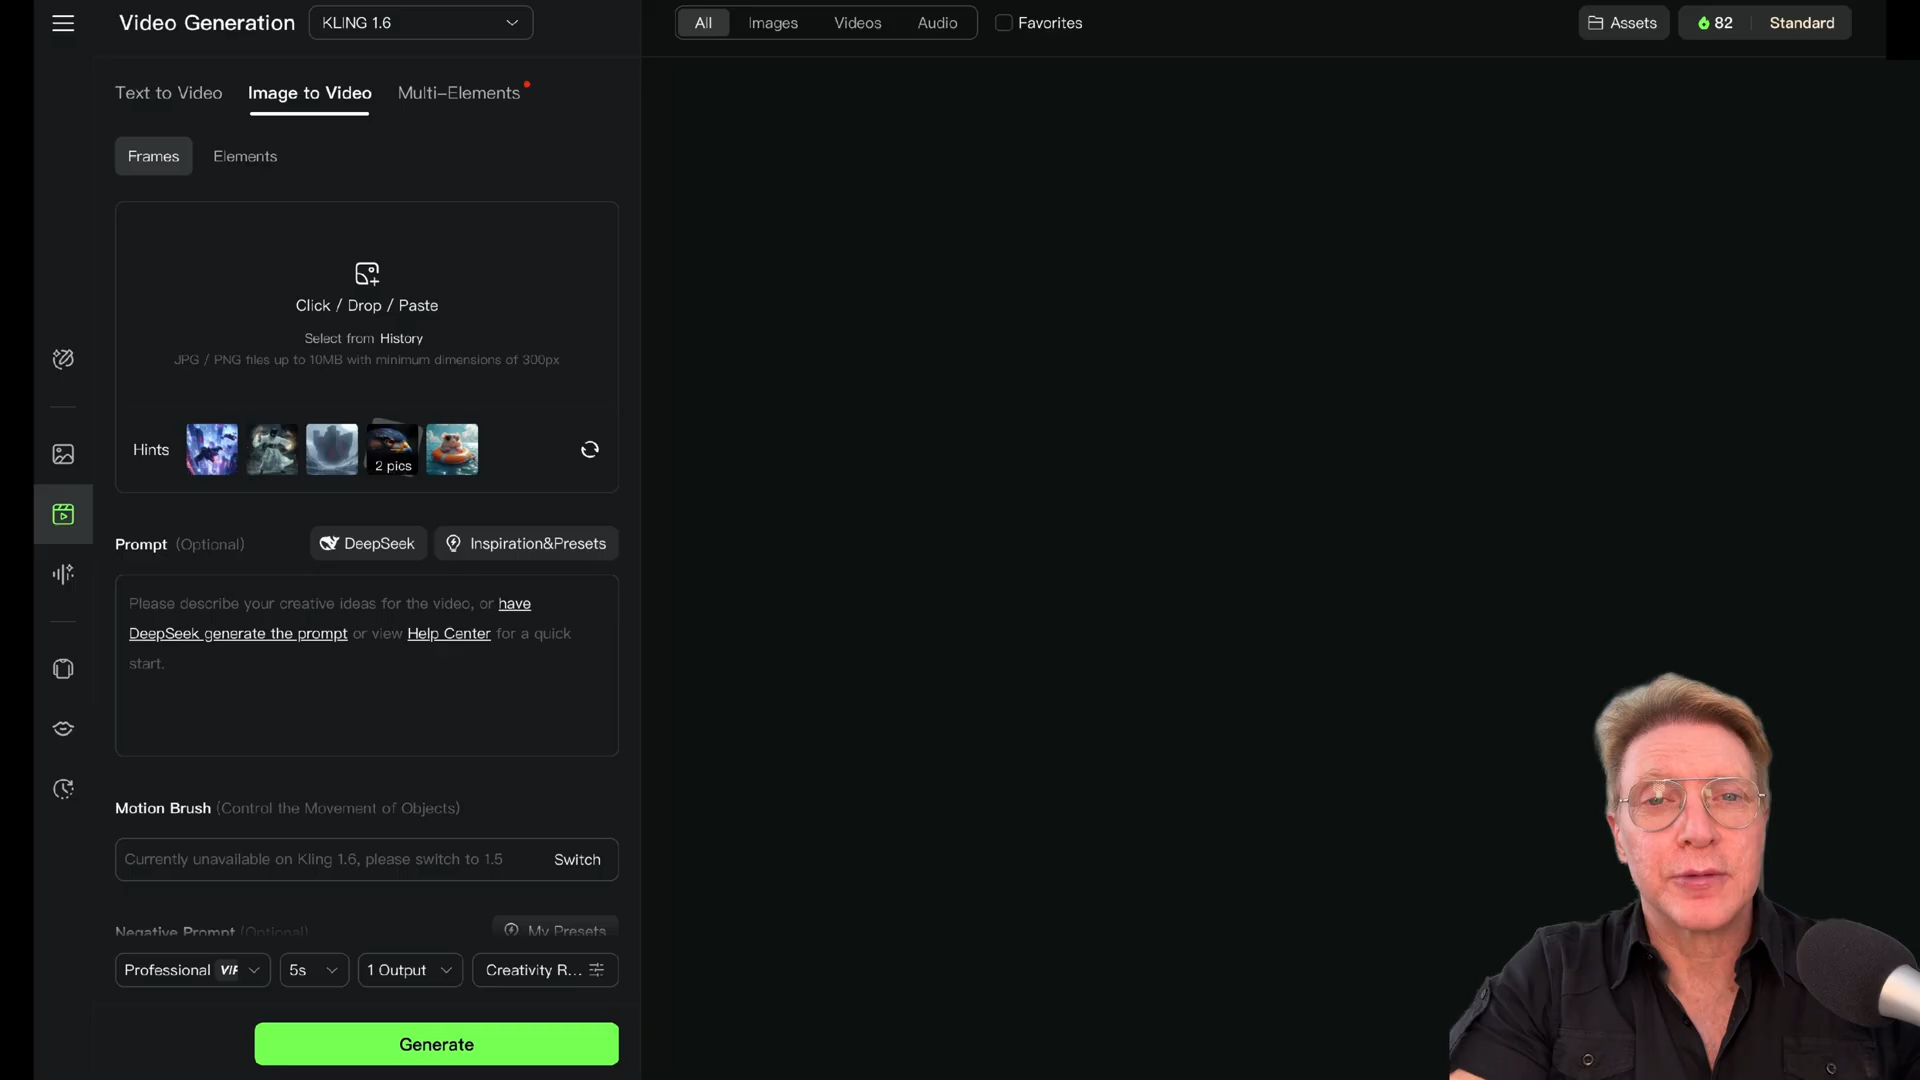 Video Generation
KLING 1.6
All
Images
Videos
Audio
Favorites
Assets
82
Standard
Text to Video
Image to Video
Multi-Elements
Frames
Elements
Click / Drop / Paste
Select from History
JPG / PNG files up to 10MB with minimum dimensions of 300px
Hints
2 pics
Prompt (Optional)
DeepSeek
Inspiration&Presets
Please describe your creative ideas for the video, or have
DeepSeek generate the prompt or view Help Center for a quick
start.
Motion Brush (Control the Movement of Objects)
Currently unavailable on Kling 1.6, please switch to 1.5
Switch
Negative Prompt (Optional)
My Presets
Professional VIP
5s
1 Output
Creativity R...
Generate